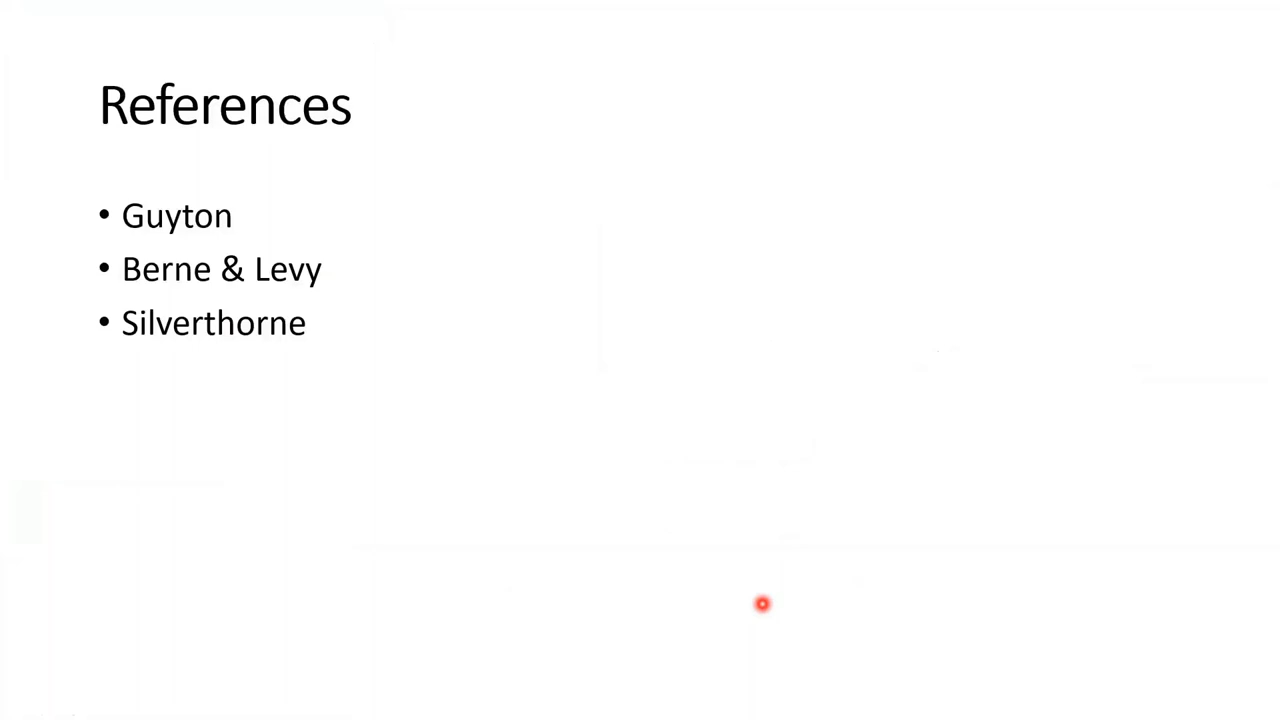 References
• Guyton
• Berne & Levy
• Silverthorne